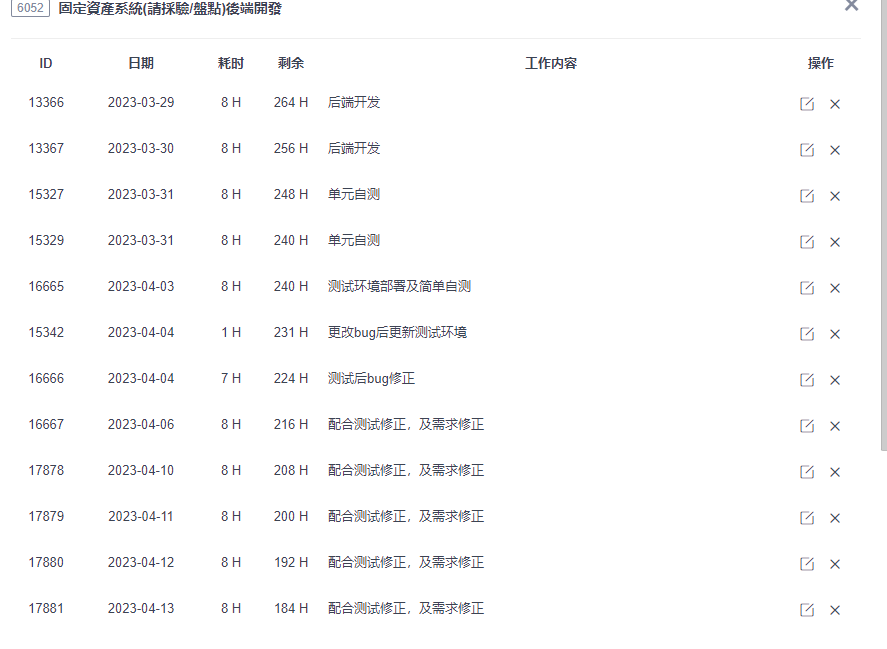 6052 固定資產系統(請採驗/盤點)後端開發
ID 日期 耗时 剩余 工作内容 操作
13366 2023-03-29 8 H 264 H 后端开发
13367 2023-03-30 8 H 256 H 后端开发
15327 2023-03-31 8 H 248 H 单元自测
15329 2023-03-31 8 H 240 H 单元自测
16665 2023-04-03 8 H 240 H 测试环境部署及简单自测
15342 2023-04-04 1 H 231 H 更改bug后更新测试环境
16666 2023-04-04 7 H 224 H 测试后bug修正
16667 2023-04-06 8 H 216 H 配合测试修正，及需求修正
17878 2023-04-10 8 H 208 H 配合测试修正，及需求修正
17879 2023-04-11 8 H 200 H 配合测试修正，及需求修正
17880 2023-04-12 8 H 192 H 配合测试修正，及需求修正
17881 2023-04-13 8 H 184 H 配合测试修正，及需求修正